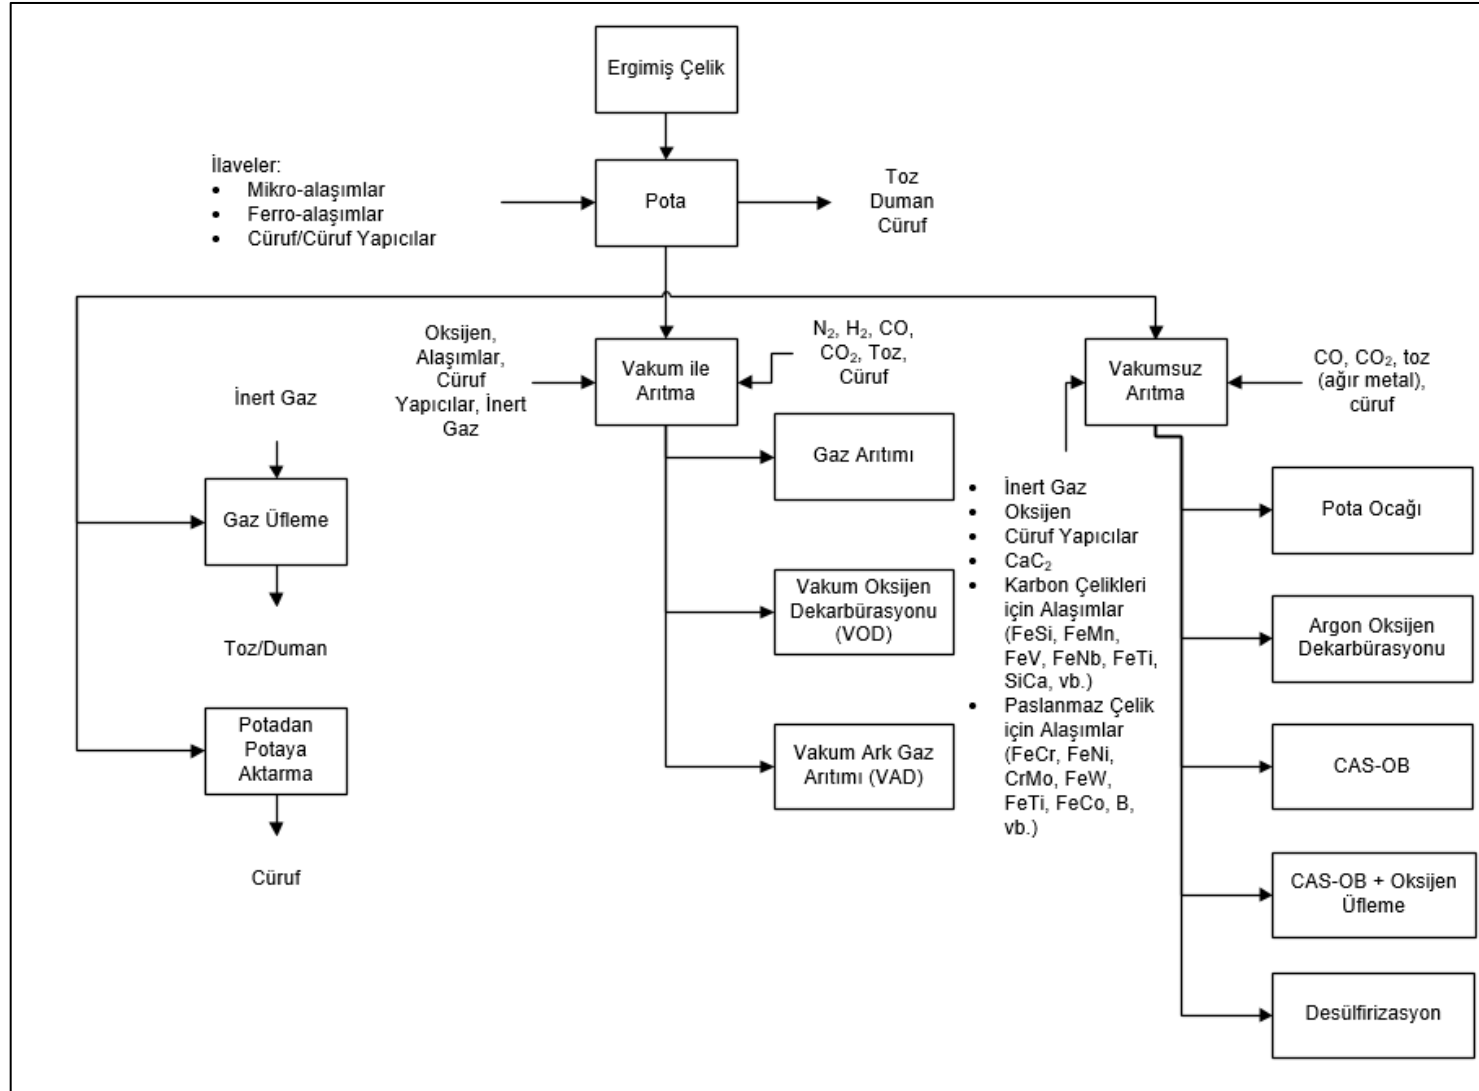 Ergimiş Çelik
İlaveler:
• Mikro-alaşımlar
• Ferro-alaşımlar
• Cüruf/Cüruf Yapıcılar
Pota
Toz
Duman
Cüruf
Oksijen,
Alaşımlar,
Cüruf
Yapıcılar, İnert
Gaz
Vakum ile
Arıtma
N₂, H₂, CO,
CO₂, Toz,
Cüruf
Vakumsuz
Arıtma
CO, CO₂, toz
(ağır metal),
cüruf
İnert Gaz
Gaz Üfleme
Toz/Duman
Potadan
Potaya
Aktarma
Cüruf
Gaz Arıtımı
Vakum Oksijen
Dekarbürasyonu
(VOD)
Vakum Ark Gaz
Arıtımı (VAD)
• İnert Gaz
• Oksijen
• Cüruf Yapıcılar
• CaC₂
• Karbon Çelikleri
için Alaşımlar
(FeSi, FeMn,
FeV, FeNb, FeTi,
SiCa, vb.)
• Paslanmaz Çelik
için Alaşımlar
(FeCr, FeNi,
CrMo, FeW,
FeTi, FeCo, B,
vb.)
Pota Ocağı
Argon Oksijen
Dekarbürasyonu
CAS-OB
CAS-OB + Oksijen
Üfleme
Desülfirizasyon